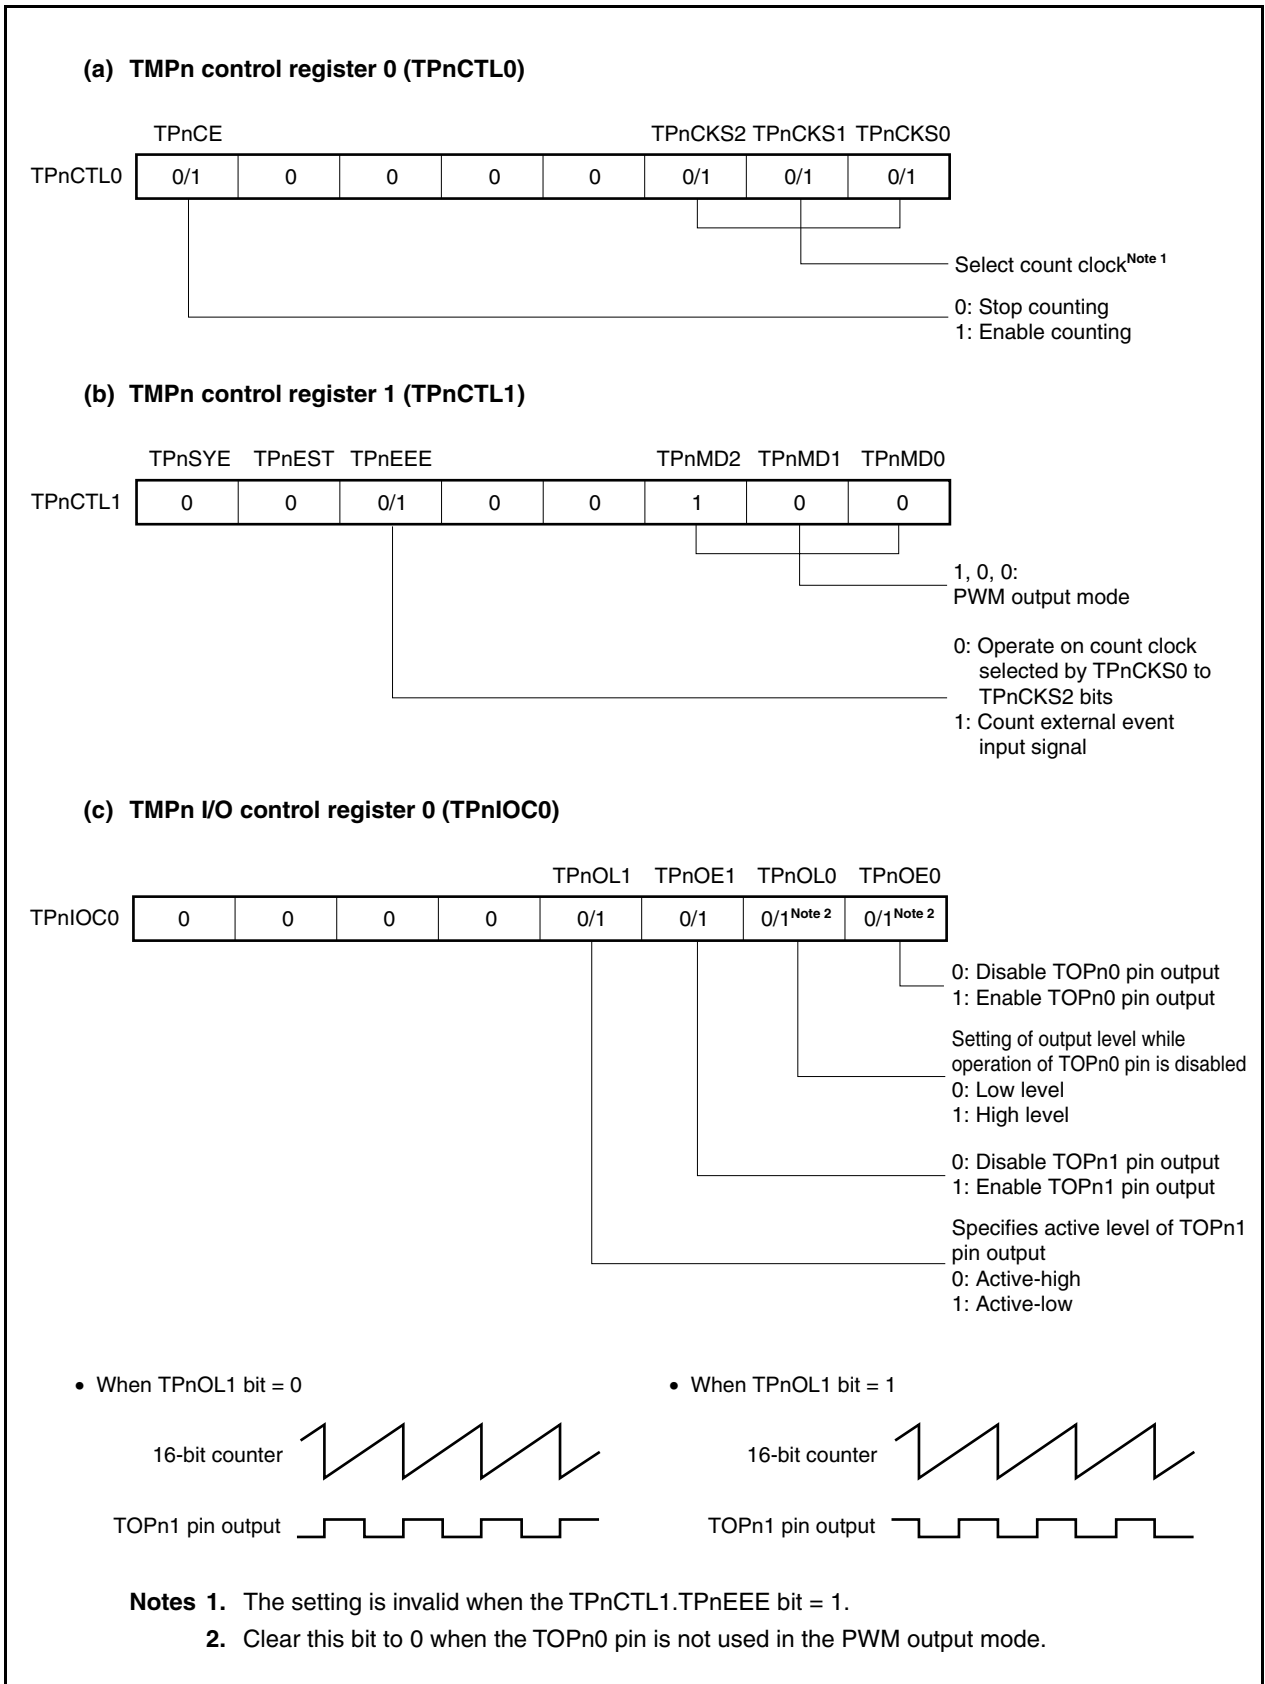 (a) TMPn control register 0 (TPnCTL0)
TPnCE TPnCKS2 TPnCKS1 TPnCKS0
TPnCTL0 0/1 0 0 0 0 0/1 0/1 0/1
Select count clock Note 1
0: Stop counting
1: Enable counting
(b) TMPn control register 1 (TPnCTL1)
TPnSYE TPnEST TPnEEE TPnMD2 TPnMD1 TPnMD0
TPnCTL1 0 0 0/1 0 0 1 0 0
1, 0, 0:
PWM output mode
0: Operate on count clock
selected by TPnCKS0 to
TPnCKS2 bits
1: Count external event
input signal
(c) TMPn I/O control register 0 (TPnIOC0)
TPnOL1 TPnOE1 TPnOL0 TPnOE0
TPnIOC0 0 0 0 0 0/1 0/1 0/1 Note 2 0/1 Note 2
0: Disable TOPn0 pin output
1: Enable TOPn0 pin output
Setting of output level while
operation of TOPn0 pin is disabled
0: Low level
1: High level
0: Disable TOPn1 pin output
1: Enable TOPn1 pin output
Specifies active level of TOPn1
pin output
0: Active-high
1: Active-low
• When TPnOL1 bit = 0
16-bit counter
TOPn1 pin output
• When TPnOL1 bit = 1
16-bit counter
TOPn1 pin output
Notes 1. The setting is invalid when the TPnCTL1.TPnEEE bit = 1.
2. Clear this bit to 0 when the TOPn0 pin is not used in the PWM output mode.